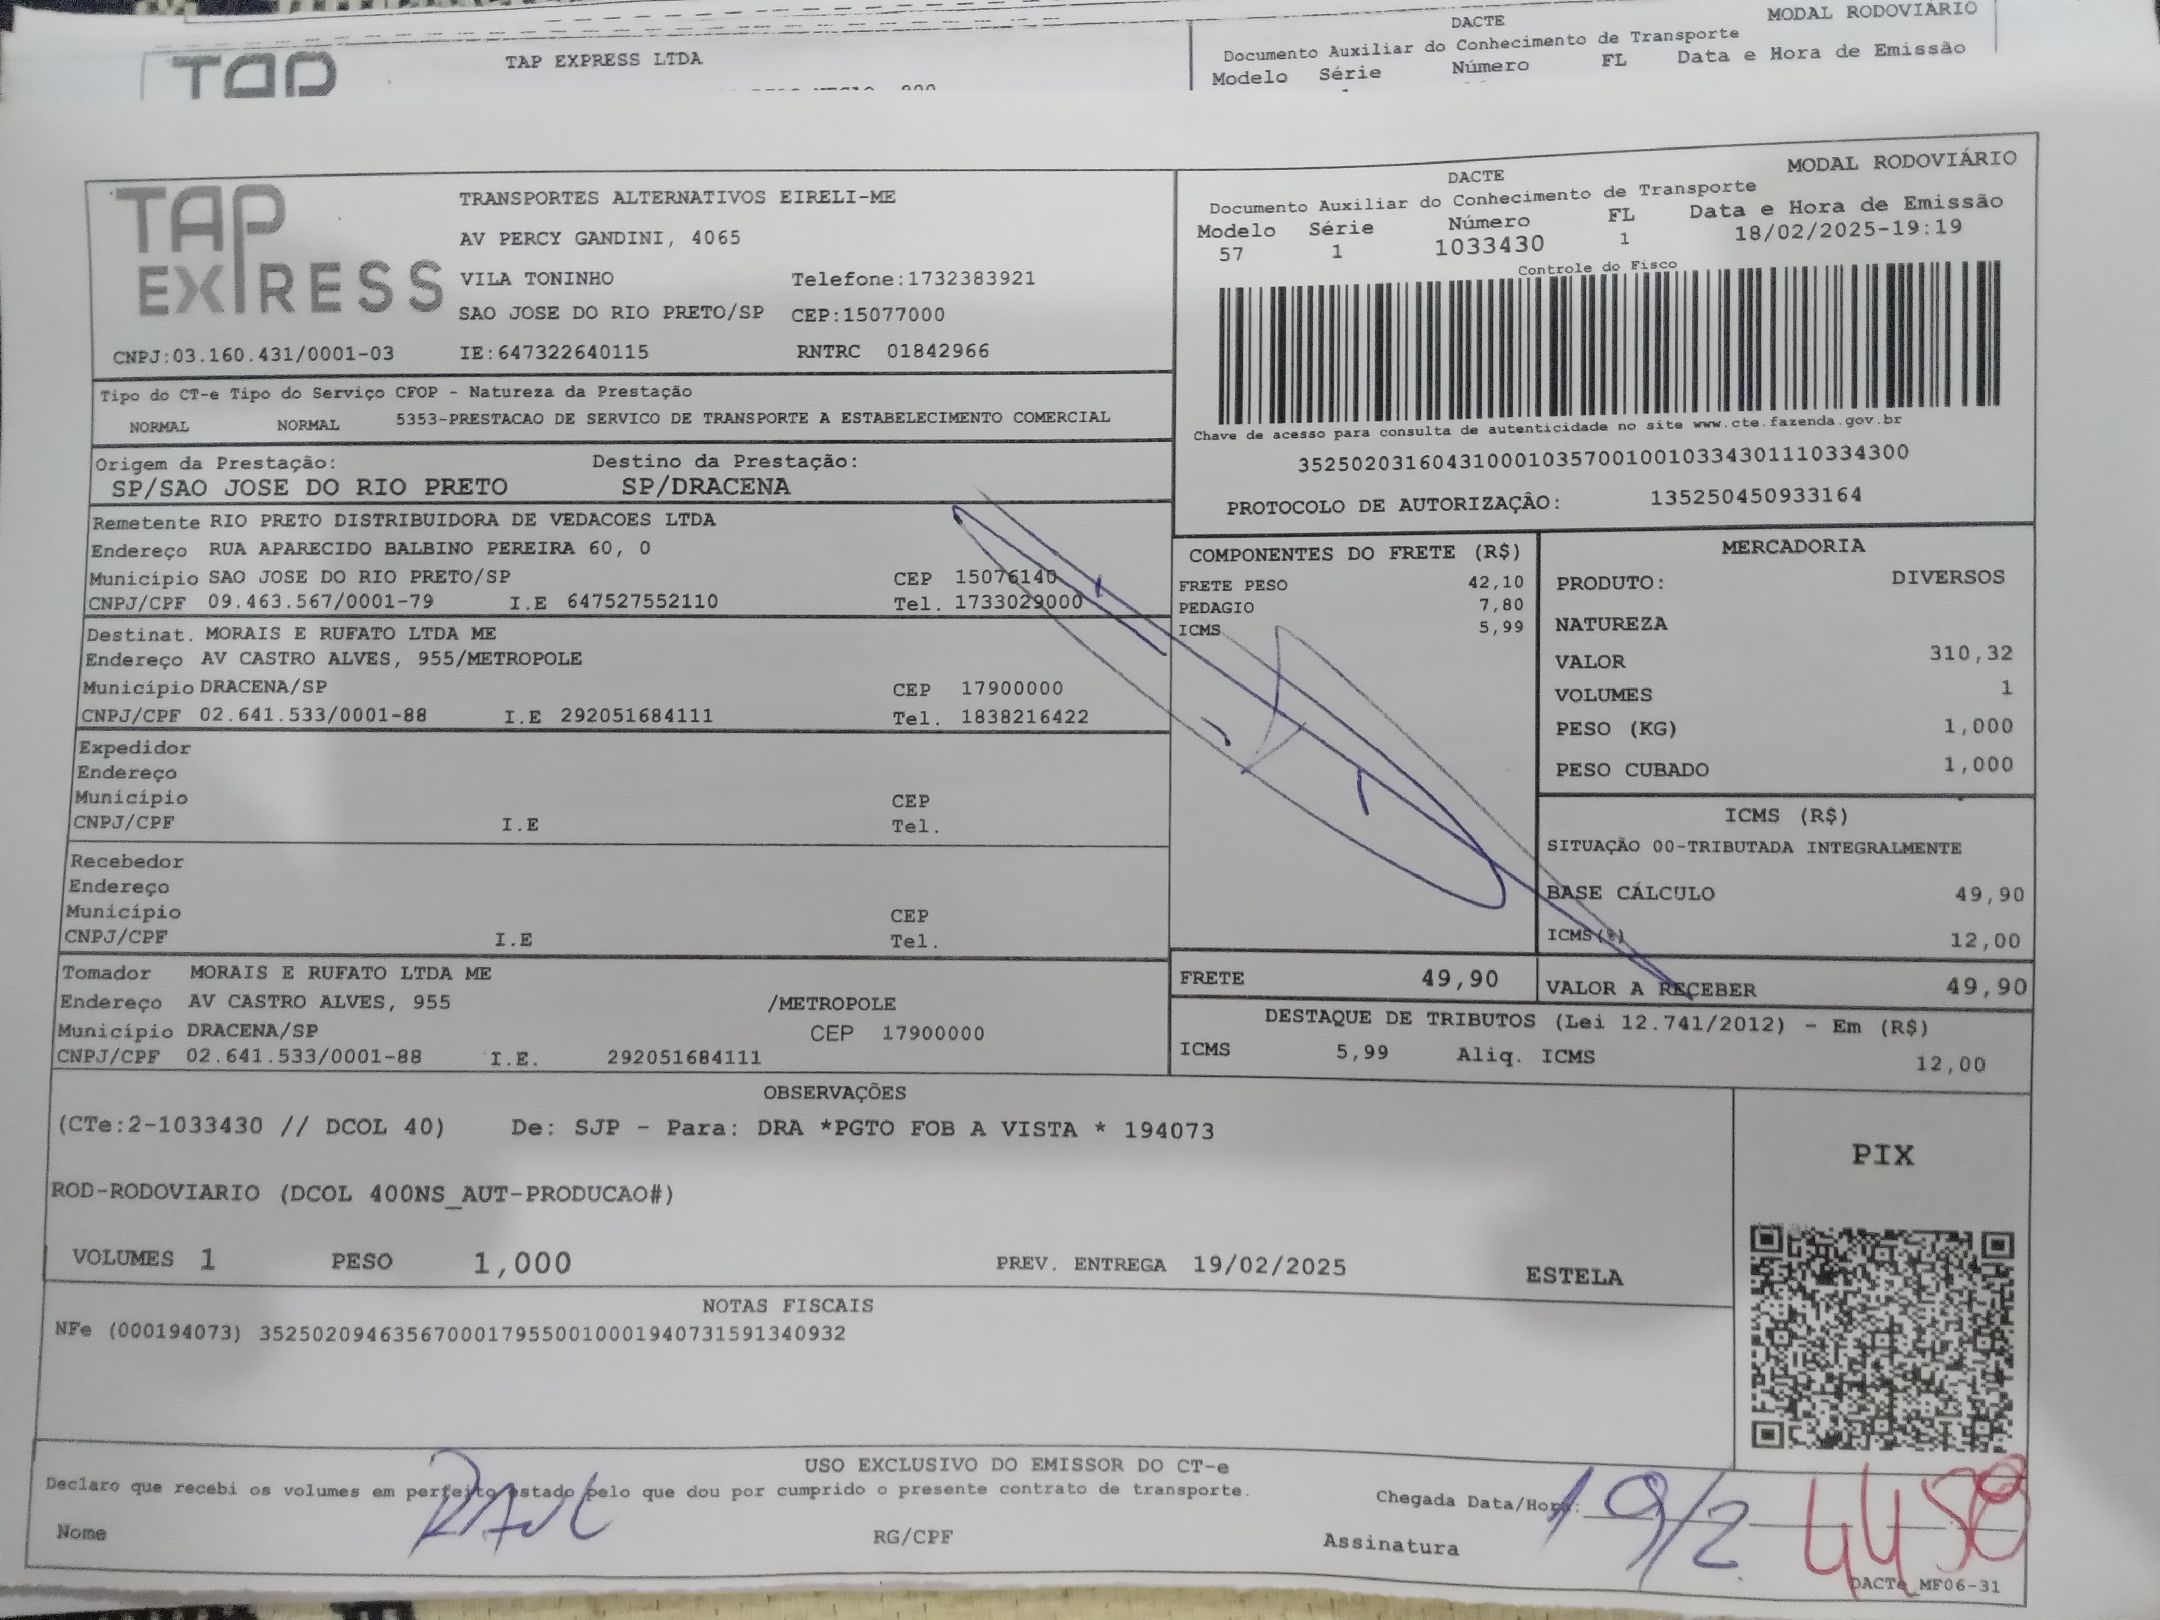 TAP
TAP EXPRESS LTDA
DACTE
MODAL RODOVIÁRIO
Documento Auxiliar do Conhecimento de Transporte
Modelo Série Número FL Data e Hora de Emissão
TAP EXPRESS
TRANSPORTES ALTERNATIVOS EIRELI-ME
AV PERCY GANDINI, 4065
VILA TONINHO Telefone:1732383921
SAO JOSE DO RIO PRETO/SP CEP:15077000
CNPJ:03.160.431/0001-03 IE:647322640115 RNTRC 01842966
DACTE
MODAL RODOVIÁRIO
Documento Auxiliar do Conhecimento de Transporte
Modelo Série Número FL Data e Hora de Emissão
57 1 1033430 1 18/02/2025-19:19
Controle do Fisco
Chave de acesso para consulta de autenticidade no site www.cte.fazenda.gov.br
35250203160431000103570010010334301110334300
PROTOCOLO DE AUTORIZAÇÂO: 135250450933164
Tipo do CT-e Tipo do Serviço CFOP - Natureza da Prestação
NORMAL NORMAL 5353-PRESTACAO DE SERVICO DE TRANSPORTE A ESTABELECIMENTO COMERCIAL
Origem da Prestação: Destino da Prestação:
SP/SAO JOSE DO RIO PRETO SP/DRACENA
Remetente RIO PRETO DISTRIBUIDORA DE VEDACOES LTDA
Endereço RUA APARECIDO BALBINO PEREIRA 60, 0
Município SAO JOSE DO RIO PRETO/SP CEP 15076140
CNPJ/CPF 09.463.567/0001-79 I.E 647527552110 Tel. 1733029000
Destinat. MORAIS E RUFATO LTDA ME
Endereço AV CASTRO ALVES, 955/METROPOLE
Município DRACENA/SP CEP 17900000
CNPJ/CPF 02.641.533/0001-88 I.E 292051684111 Tel. 1838216422
Expedidor
Endereço
Município CEP
CNPJ/CPF I.E Tel.
Recebedor
Endereço
Município CEP
CNPJ/CPF I.E Tel.
Tomador MORAIS E RUFATO LTDA ME
Endereço AV CASTRO ALVES, 955 /METROPOLE
Município DRACENA/SP CEP 17900000
CNPJ/CPF 02.641.533/0001-88 I.E. 292051684111
COMPONENTES DO FRETE (R$)
FRETE PESO 42,10
PEDAGIO 7,80
ICMS 5,99
MERCADORIA
PRODUTO: DIVERSOS
NATUREZA
VALOR 310,32
VOLUMES 1
PESO (KG) 1,000
PESO CUBADO 1,000
ICMS (R$)
SITUAÇÃO 00-TRIBUTADA INTEGRALMENTE
BASE CÁLCULO 49,90
ICMS(%) 12,00
FRETE 49,90 VALOR A RECEBER 49,90
DESTAQUE DE TRIBUTOS (Lei 12.741/2012) - Em (R$)
ICMS 5,99 Aliq. ICMS 12,00
OBSERVAÇÕES
(CTe:2-1033430 // DCOL 40) De: SJP - Para: DRA *PGTO FOB A VISTA * 194073
ROD-RODOVIARIO (DCOL 400NS_AUT-PRODUCAO#)
VOLUMES 1 PESO 1,000 PREV. ENTREGA 19/02/2025 ESTELA
PIX
NOTAS FISCAIS
NFe (000194073) 35250209463567000179550010001940731591340932
USO EXCLUSIVO DO EMISSOR DO CT-e
Declaro que recebi os volumes em perfeito estado pelo que dou por cumprido o presente contrato de transporte.
Chegada Data/Hora: 19/2
Nome RAUL RG/CPF Assinatura
DACTe_MF06-31